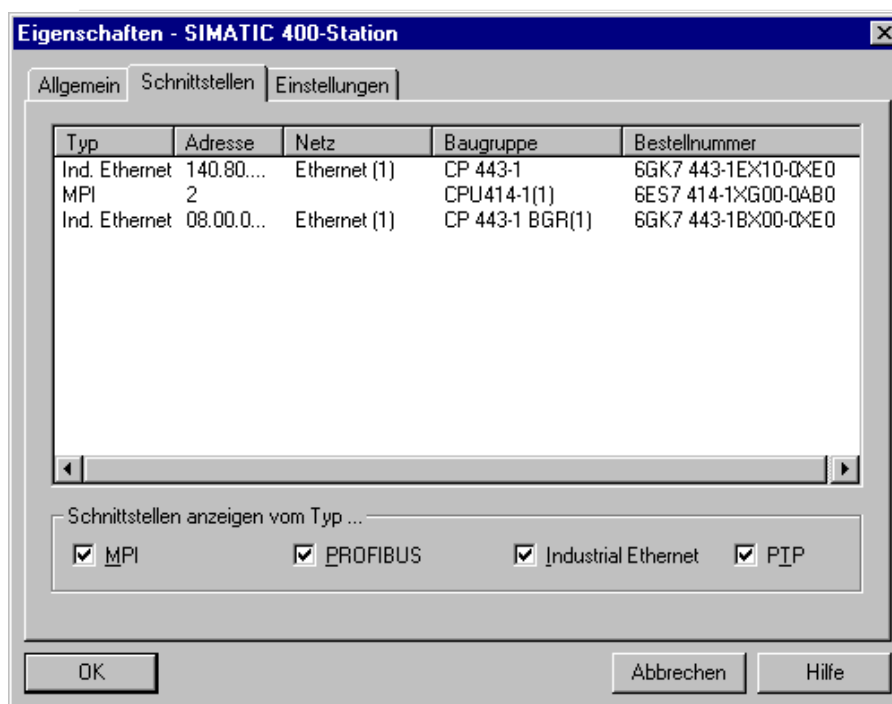 Eigenschaften - SIMATIC 400-Station
Allgemein Schnittstellen Einstellungen
Typ Adresse Netz Baugruppe Bestellnummer
Ind. Ethernet 140.80.... Ethernet (1) CP 443-1 6GK7 443-1EX10-0XE0
MPI 2 CPU414-1(1) 6ES7 414-1XG00-0AB0
Ind. Ethernet 08.00.0... Ethernet (1) CP 443-1 BGR(1) 6GK7 443-1BX00-0XE0
Schnittstellen anzeigen vom Typ ...
MPI PROFIBUS Industrial Ethernet PTP
OK Abbrechen Hilfe